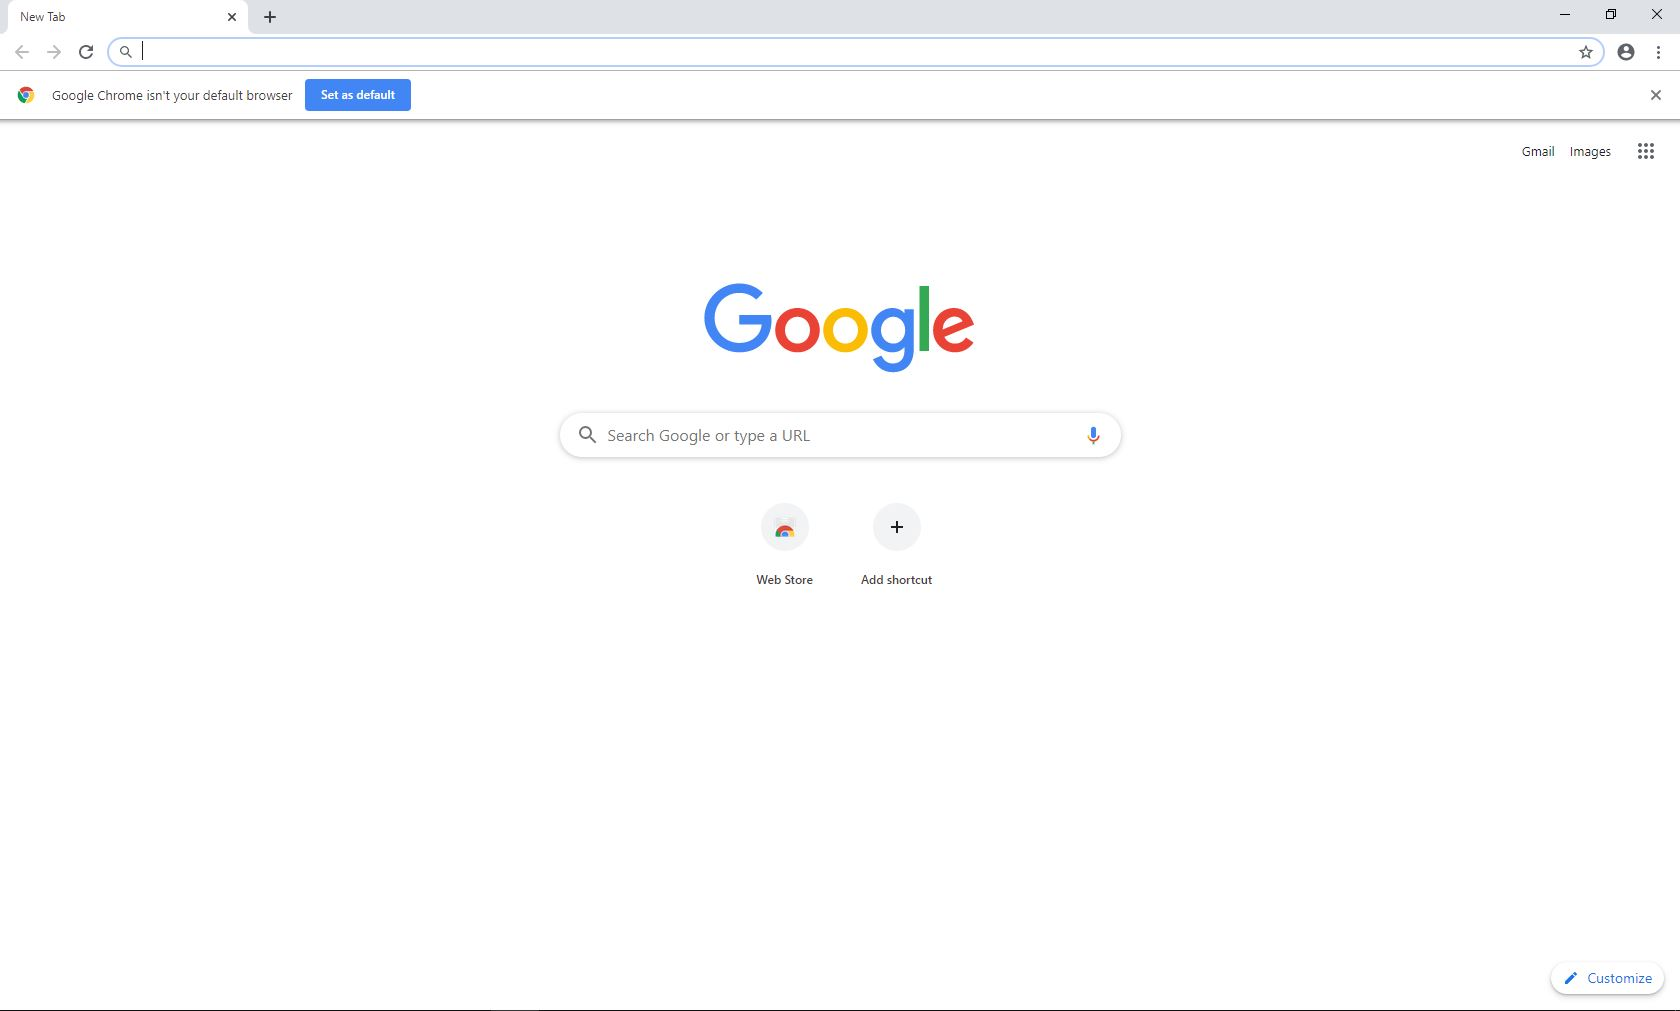 New Tab
Google Chrome isn't your default browser Set as default
Gmail Images
Google
Search Google or type a URL
Web Store Add shortcut
Customize